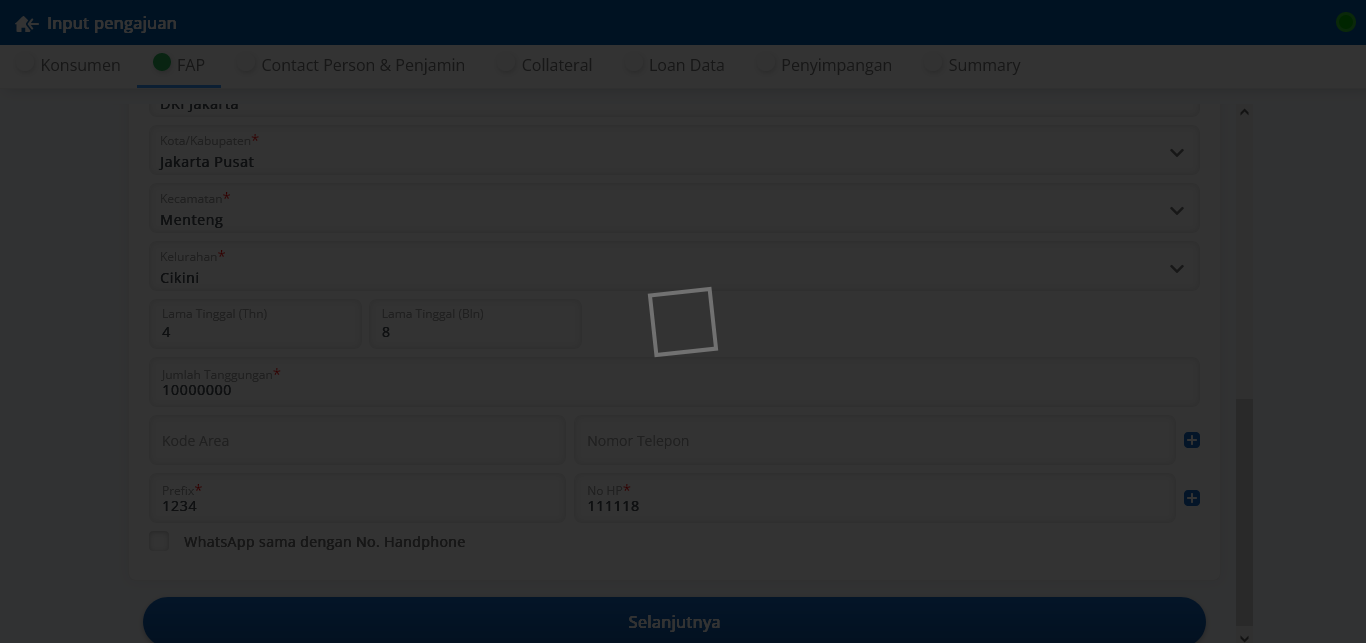 Input pengajuan
Konsumen FAP Contact Person & Penjamin Collateral Loan Data Penyimpangan Summary
DKI Jakarta
Kota/Kabupaten*
Jakarta Pusat
Kecamatan*
Menteng
Kelurahan*
Cikini
Lama Tinggal (Thn) Lama Tinggal (Bln)
4 8
Jumlah Tanggungan*
10000000
Kode Area Nomor Telepon
Prefix* No HP*
1234 111118
WhatsApp sama dengan No. Handphone
Selanjutnya